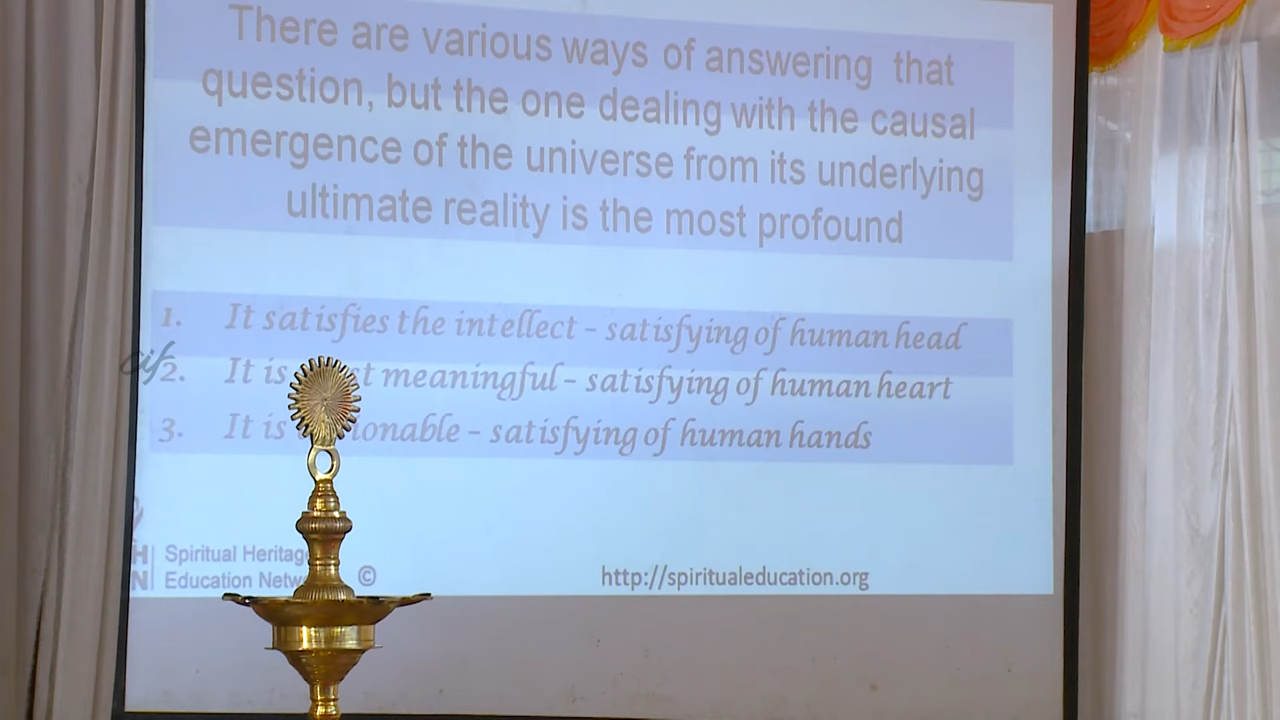 There are various ways of answering that
question, but the one dealing with the causal
emergence of the universe from its underlying
ultimate reality is the most profound
1. It satisfies the intellect – satisfying of human head
cif
2. It is meaningful – satisfying of human heart
3. It is – satisfying of human hands
H Spiritual
N Education ©
http://spiritualeducation.org